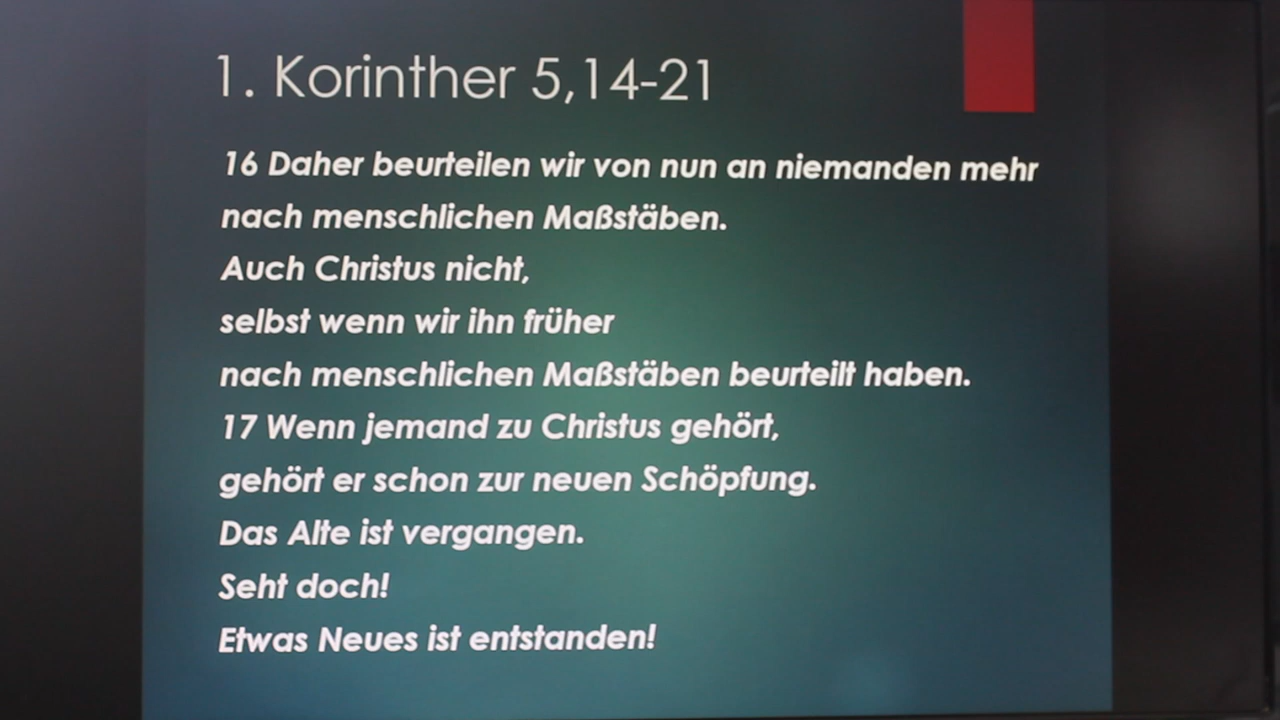 1. Korinther 5,14-21
16 Daher beurteilen wir von nun an niemanden mehr
nach menschlichen Maßstäben.
Auch Christus nicht,
selbst wenn wir ihn früher
nach menschlichen Maßstäben beurteilt haben.
17 Wenn jemand zu Christus gehört,
gehört er schon zur neuen Schöpfung.
Das Alte ist vergangen.
Seht doch!
Etwas Neues ist entstanden!